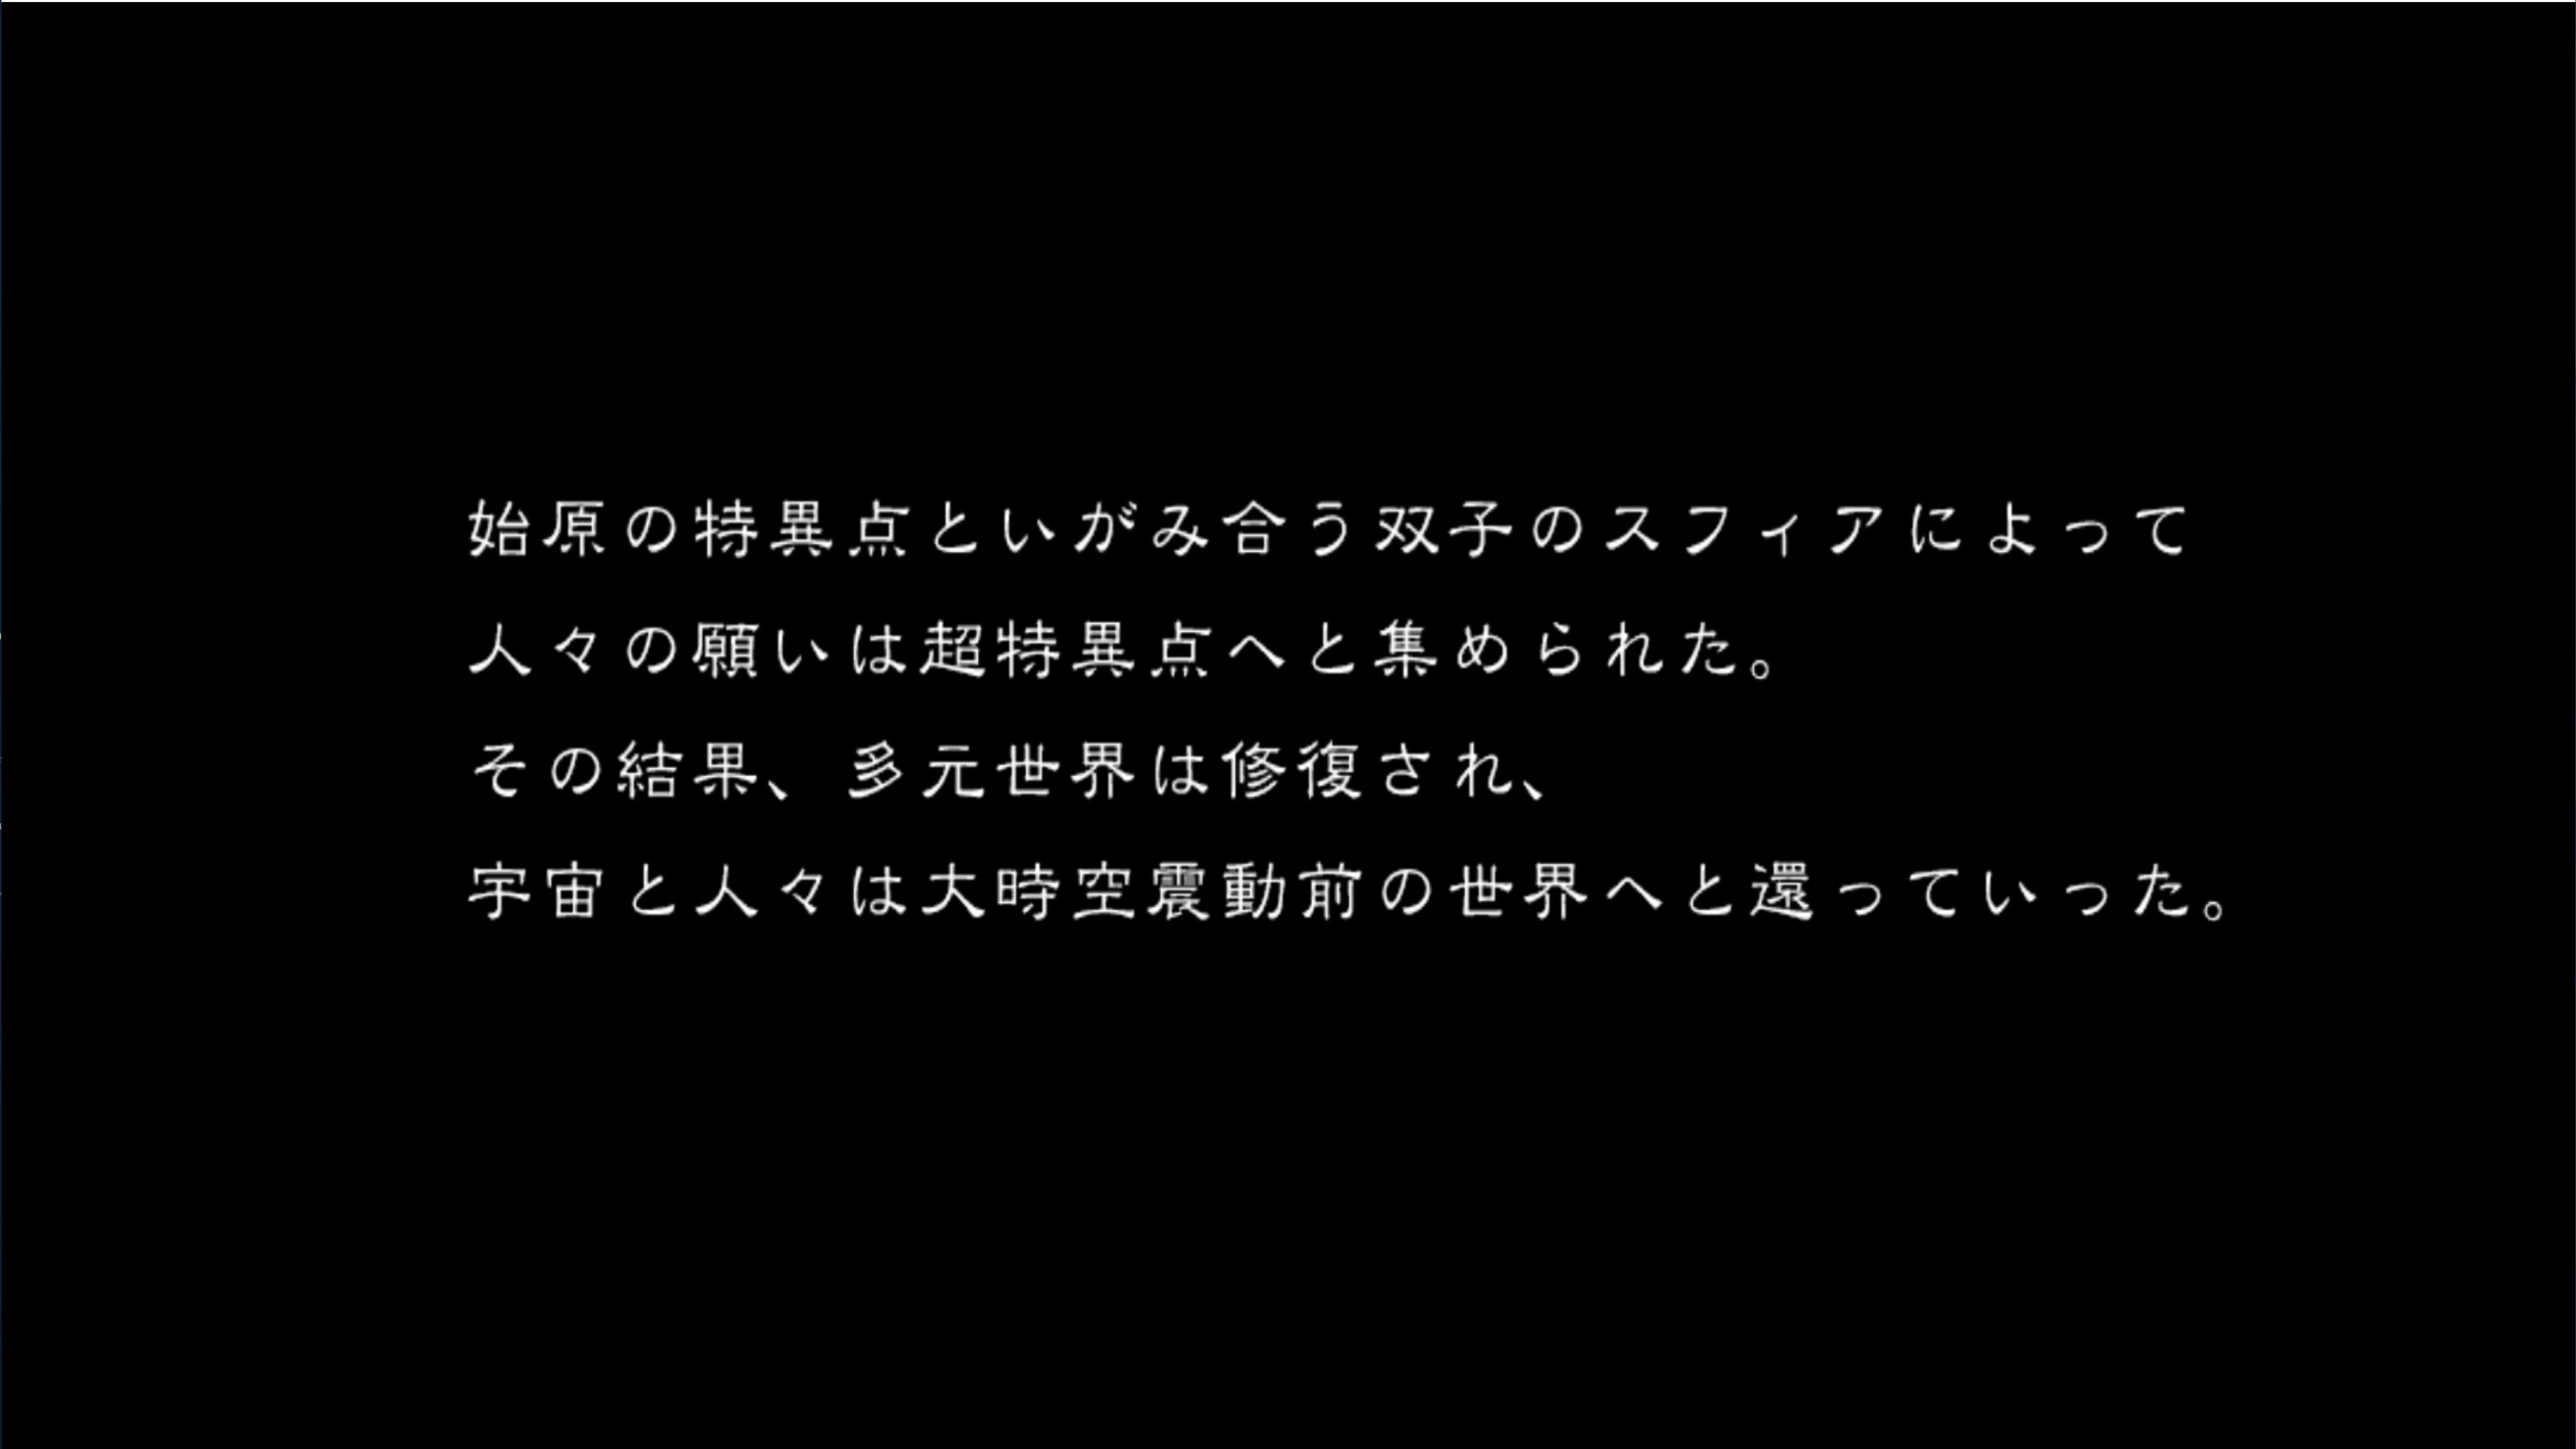 始原の特異点といがみ合う双子のスフィアによって
人々の願いは超特異点へと集められた。
その結果、多元世界は修復され、
宇宙と人々は大時空震動前の世界へと還っていった。